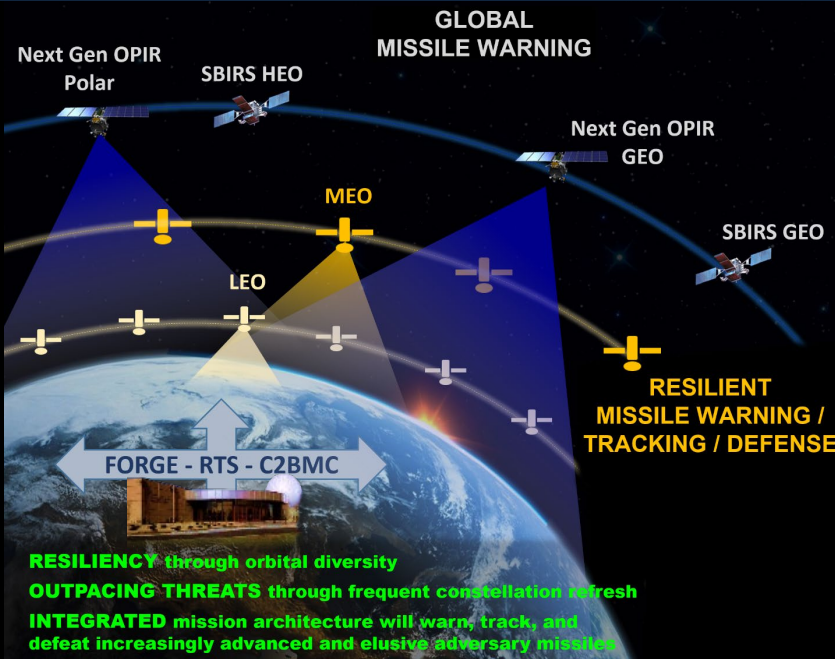 GLOBAL
MISSILE WARNING
Next Gen OPIR
Polar
SBIRS HEO
Next Gen OPIR
GEO
MEO
SBIRS GEO
LEO
RESILIENT
MISSILE WARNING /
TRACKING / DEFENSE
FORGE - RTS - C2BMC
RESILIENCY through orbital diversity
OUTPACING THREATS through frequent constellation refresh
INTEGRATED mission architecture will warn, track, and
defeat increasingly advanced and elusive adversary missiles